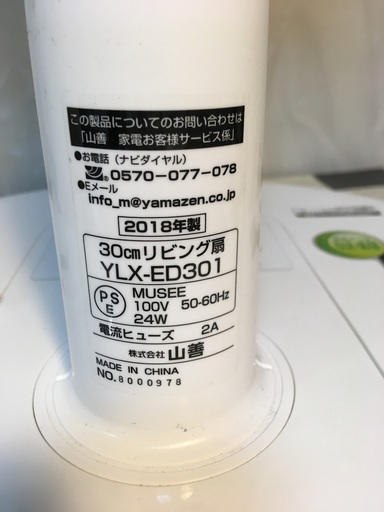 この製品についてのお問い合わせは
「山善 家電お客様サービス係」
●お電話（ナビダイヤル）
0570-077-078
●Eメール
info_m@yamazen.co.jp
2018年製
30cmリビング扇
YLX-ED301
PSE
MUSEE
100V 50-60Hz
24W
電流ヒューズ 2A
株式会社 山善
MADE IN CHINA
NO.8000978